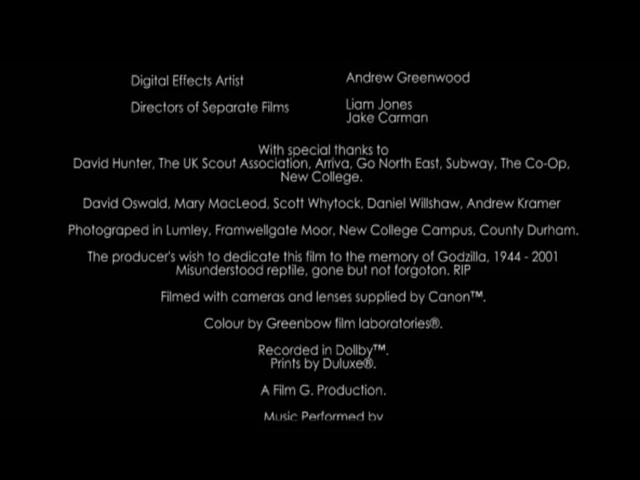 Digital Effects Artist Andrew Greenwood
Directors of Separate Films Liam Jones
Jake Carman
With special thanks to
David Hunter, The UK Scout Association, Arriva, Go North East, Subway, The Co-Op,
New College.
David Oswald, Mary MacLeod, Scott Whytock, Daniel Willshaw, Andrew Kramer
Photograped in Lumley, Framwellgate Moor, New College Campus, County Durham.
The producer's wish to dedicate this film to the memory of Godzilla, 1944 - 2001
Misunderstood reptile, gone but not forgoton. RIP
Filmed with cameras and lenses supplied by Canon™.
Colour by Greenbow film laboratories®.
Recorded in Dollby™.
Prints by Duluxe®.
A Film G. Production.
Music Performed by